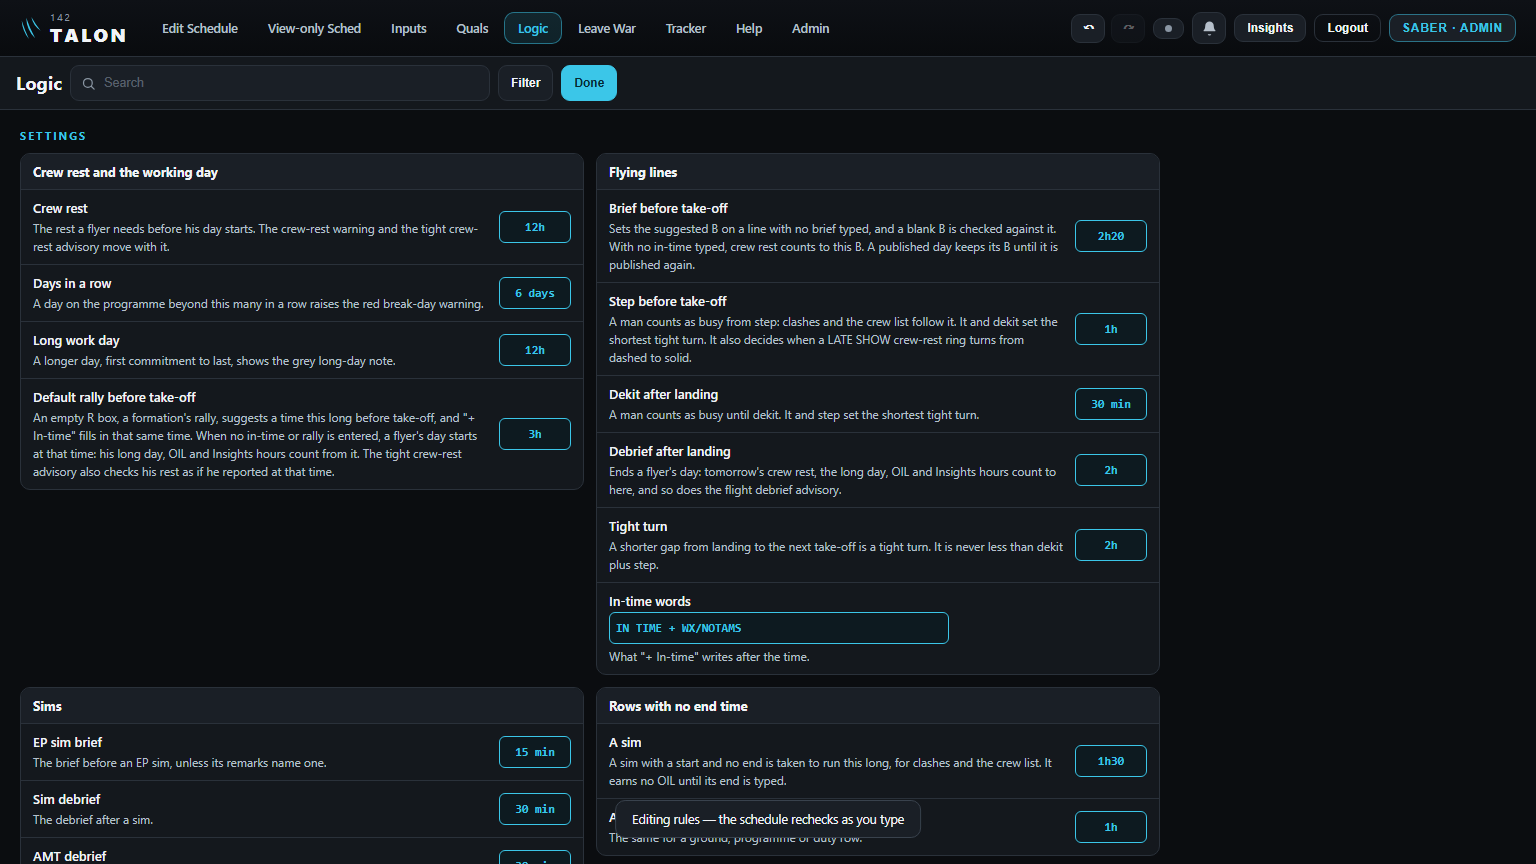 142
TALON
Edit Schedule
View-only Sched
Inputs
Quals
Logic
Leave War
Tracker
Help
Admin
Insights
Logout
SABER · ADMIN
Logic
Search
Filter
Done
SETTINGS
Crew rest and the working day
Crew rest
The rest a flyer needs before his day starts. The crew-rest warning and the tight crew-
rest advisory move with it.
12h
Days in a row
A day on the programme beyond this many in a row raises the red break-day warning.
6 days
Long work day
A longer day, first commitment to last, shows the grey long-day note.
12h
Default rally before take-off
An empty R box, a formation's rally, suggests a time this long before take-off, and "+
In-time" fills in that same time. When no in-time or rally is entered, a flyer's day starts
at that time: his long day, OIL and Insights hours count from it. The tight crew-rest
advisory also checks his rest as if he reported at that time.
3h
Flying lines
Brief before take-off
Sets the suggested B on a line with no brief typed, and a blank B is checked against it.
With no in-time typed, crew rest counts to this B. A published day keeps its B until it is
published again.
2h20
Step before take-off
A man counts as busy from step: clashes and the crew list follow it. It and dekit set the
shortest tight turn. It also decides when a LATE SHOW crew-rest ring turns from
dashed to solid.
1h
Dekit after landing
A man counts as busy until dekit. It and step set the shortest tight turn.
30 min
Debrief after landing
Ends a flyer's day: tomorrow's crew rest, the long day, OIL and Insights hours count to
here, and so does the flight debrief advisory.
2h
Tight turn
A shorter gap from landing to the next take-off is a tight turn. It is never less than dekit
plus step.
2h
In-time words
IN TIME + WX/NOTAMS
What "+ In-time" writes after the time.
Sims
EP sim brief
The brief before an EP sim, unless its remarks name one.
15 min
Sim debrief
The debrief after a sim.
30 min
AMT debrief
Rows with no end time
A sim
A sim with a start and no end is taken to run this long, for clashes and the crew list. It
earns no OIL until its end is typed.
1h30
A
The same for a ground, programme or duty row.
1h
Editing rules — the schedule rechecks as you type